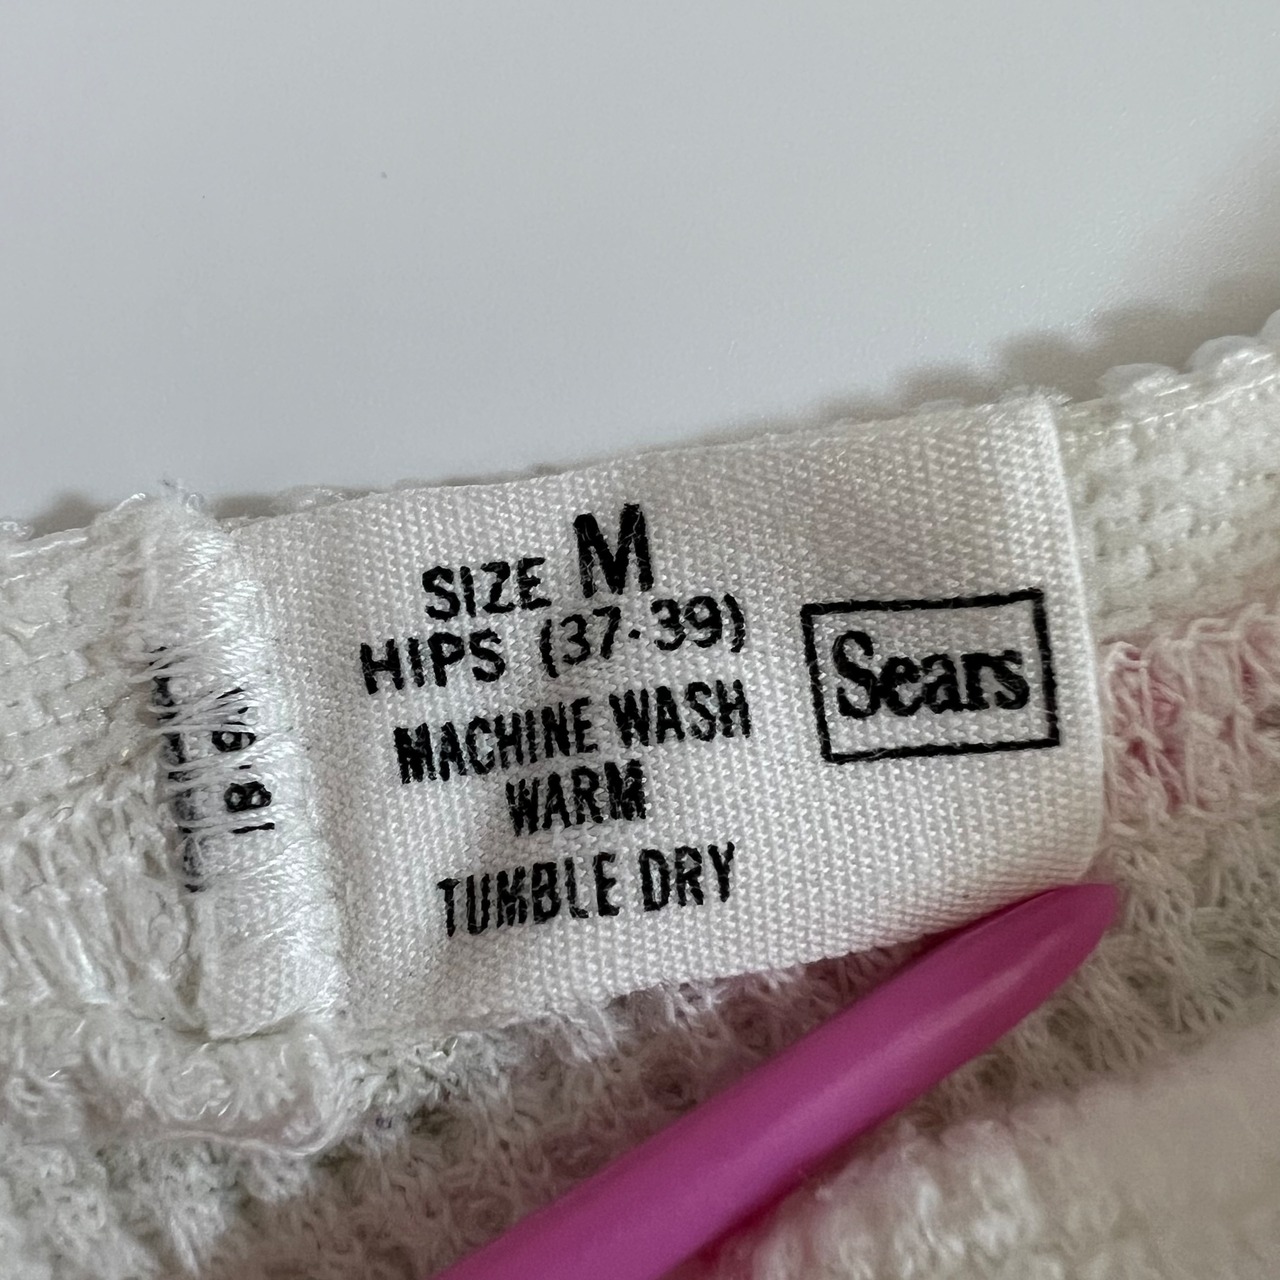 SIZE M
HIPS (37-39)
MACHINE WASH
WARM
TUMBLE DRY
Sears